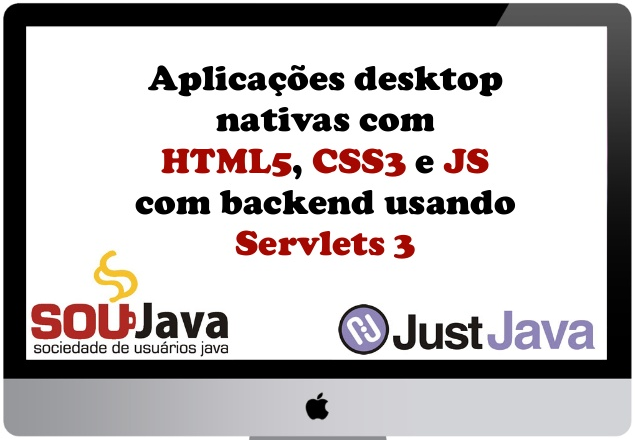 Aplicações desktop
nativas com
HTML5, CSS3 e JS
com backend usando
Servlets 3
SOUJava
sociedade de usuários java
JustJava